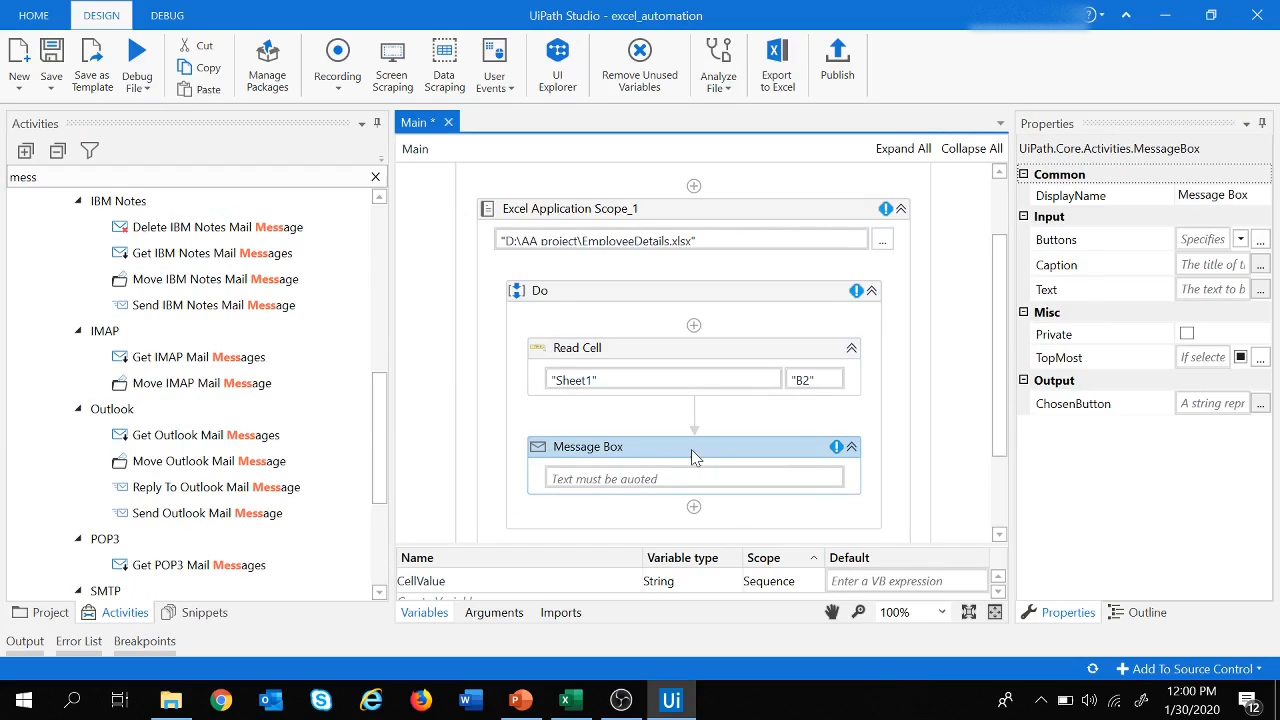 HOME DESIGN DEBUG UiPath Studio - excel_automation ?
New Save Save as Template Debug File Cut Copy Paste Manage Packages Recording Screen Scraping Data Scraping User Events UI Explorer Remove Unused Variables Analyze File Export to Excel Publish
Activities Main * Properties
Main Expand All Collapse All UiPath.Core.Activities.MessageBox
mess
Common
IBM Notes
DisplayName Message Box
Delete IBM Notes Mail Message
Excel Application Scope_1
Input
Get IBM Notes Mail Messages
"D:\AA project\EmployeeDetails.xlsx" ...
Buttons Specifies ...
Move IBM Notes Mail Message
Caption The title of t ...
Send IBM Notes Mail Message
Do
Text The text to b ...
IMAP
Misc
Get IMAP Mail Messages
Read Cell
Private
Move IMAP Mail Message
"Sheet1" "B2"
TopMost If selecte ...
Outlook
Output
Get Outlook Mail Messages
ChosenButton A string repr ...
Move Outlook Mail Message
Message Box
Reply To Outlook Mail Message
Text must be quoted
Send Outlook Mail Message
POP3
Get POP3 Mail Messages
SMTP
Name Variable type Scope Default
CellValue String Sequence Enter a VB expression
Create Variable
Project Activities Snippets Variables Arguments Imports 100% Properties Outline
Output Error List Breakpoints
Add To Source Control
Ui
12:00 PM
1/30/2020
12